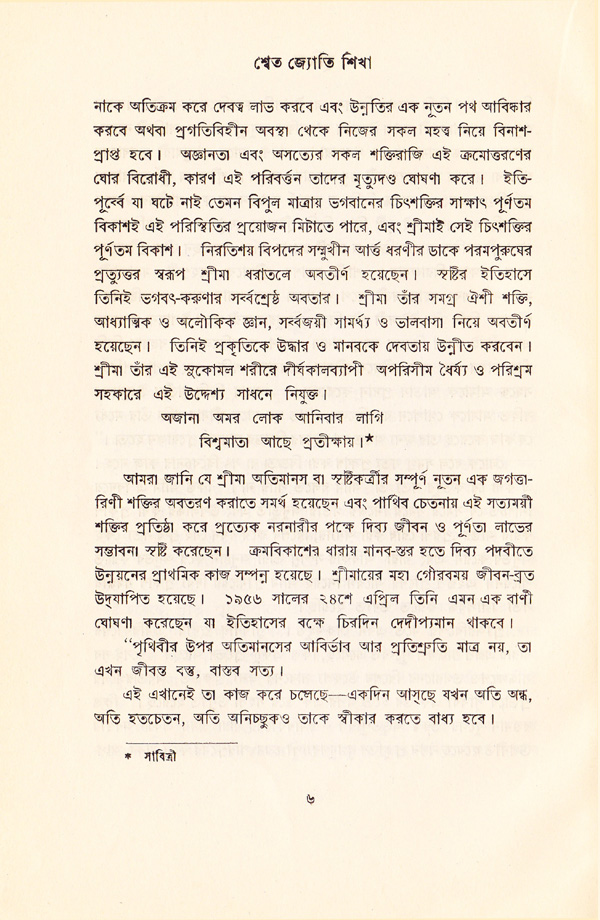 শ্বেত জ্যোতি শিখা
নাকে অতিক্রম করে দেবত্ব লাভ করবে এবং উন্নতির এক নূতন পথ আবিষ্কার
করবে অথবা প্রগতিবিহীন অবস্থা থেকে নিজের সকল মহত্ব নিয়ে বিনাশ-
প্রাপ্ত হবে। অজ্ঞানতা এবং অসত্যের সকল শক্তিরাজি এই ক্রমোত্তরণের
ঘোর বিরোধী, কারণ এই পরিবর্ত্তন তাদের মৃত্যুদণ্ড ঘোষণা করে। ইতি-
পূর্ব্বে যা ঘটে নাই তেমন বিপুল মাত্রায় ভগবানের চিৎশক্তির সাক্ষাৎ পূর্ণতম
বিকাশই এই পরিস্থিতির প্রয়োজন মিটাতে পারে, এবং শ্রীমাই সেই চিৎশক্তির
পূর্ণতম বিকাশ। নিরতিশয় বিপদের সম্মুখীন আর্ত্ত ধরণীর ডাকে পরমপুরুষের
প্রত্যুত্তর স্বরূপ শ্রীমা ধরাতলে অবতীর্ণ হয়েছেন। সৃষ্টির ইতিহাসে
তিনিই ভগবৎ-করুণার সর্ব্বশ্রেষ্ঠ অবতার। শ্রীমা তাঁর সমগ্র ঐশী শক্তি,
আধ্যাত্মিক ও অলৌকিক জ্ঞান, সর্ব্বজয়ী সামর্থ্য ও ভালবাসা নিয়ে অবতীর্ণ
হয়েছেন। তিনিই প্রকৃতিকে উদ্ধার ও মানবকে দেবতায় উন্নীত করবেন।
শ্রীমা তাঁর এই সুকোমল শরীরে দীর্ঘকালব্যাপী অপরিসীম ধৈর্য্য ও পরিশ্রম
সহকারে এই উদ্দেশ্য সাধনে নিযুক্ত।
অজানা অমর লোক আনিবার লাগি
বিশ্বমাতা আছে প্রতীক্ষায়।*
আমরা জানি যে শ্রীমা অতিমানস বা সৃষ্টিকর্ত্রীর সম্পূর্ণ নূতন এক জগত্তা-
রিণী শক্তির অবতরণ করাতে সমর্থ হয়েছেন এবং পার্থিব চেতনায় এই সত্যময়ী
শক্তির প্রতিষ্ঠা করে প্রত্যেক নরনারীর পক্ষে দিব্য জীবন ও পূর্ণতা লাভের
সম্ভাবনা সৃষ্টি করেছেন। ক্রমবিকাশের ধারায় মানব-স্তর হতে দিব্য পদবীতে
উন্নয়নের প্রাথমিক কাজ সম্পন্ন হয়েছে। শ্রীমায়ের মহা গৌরবময় জীবন-ব্রত
উদ্‌যাপিত হয়েছে। ১৯৫৬ সালের ২৪শে এপ্রিল তিনি এমন এক বাণী
ঘোষণা করেছেন যা ইতিহাসের বক্ষে চিরদিন দেদীপ্যমান থাকবে।
“পৃথিবীর উপর অতিমানসের আবির্ভাব আর প্রতিশ্রুতি মাত্র নয়, তা
এখন জীবন্ত বস্তু, বাস্তব সত্য।
এই এখানেই তা কাজ করে চলেছে—একদিন আস্‌ছে যখন অতি অন্ধ,
অতি হতচেতন, অতি অনিচছুকও তাকে স্বীকার করতে বাধ্য হবে।
* সাবিত্রী
৬